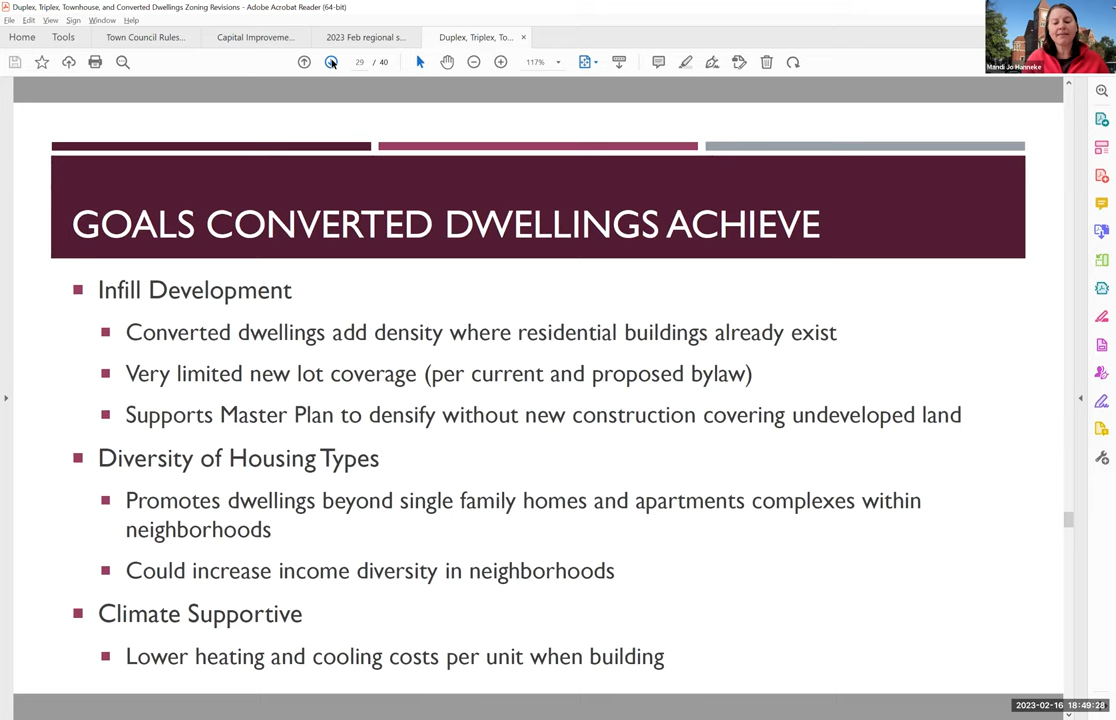 Duplex, Triplex, Townhouse, and Converted Dwellings Zoning Revisions - Adobe Acrobat Reader (64-bit)
File Edit View Sign Window Help
Home Tools Town Council Rules... Capital Improveme... 2023 Feb regional s... Duplex, Triplex, To... ×
29 / 40 117%
Mandi Jo Hanneke
GOALS CONVERTED DWELLINGS ACHIEVE
Infill Development
Converted dwellings add density where residential buildings already exist
Very limited new lot coverage (per current and proposed bylaw)
Supports Master Plan to densify without new construction covering undeveloped land
Diversity of Housing Types
Promotes dwellings beyond single family homes and apartments complexes within
neighborhoods
Could increase income diversity in neighborhoods
Climate Supportive
Lower heating and cooling costs per unit when building
2023-02-16 18:49:28